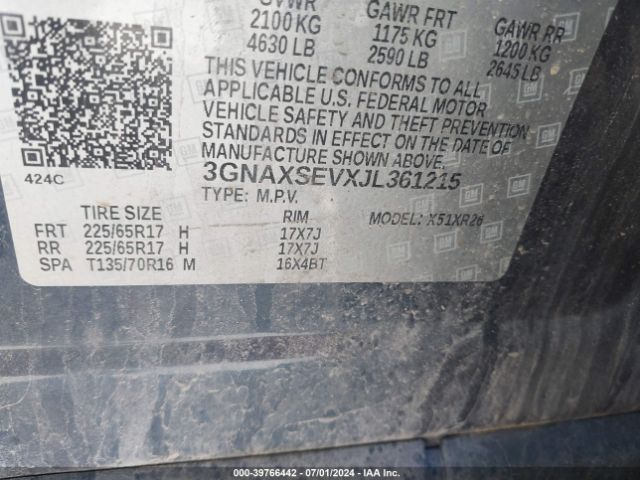 GVWR GAWR FRT GAWR RR
2100 KG 1175 KG 1200 KG
4630 LB 2590 LB 2645 LB
THIS VEHICLE CONFORMS TO ALL
APPLICABLE U.S. FEDERAL MOTOR
VEHICLE SAFETY AND THEFT PREVENTION
STANDARDS IN EFFECT ON THE DATE OF
MANUFACTURE SHOWN ABOVE.
424C 3GNAXSEVXJL361215
TYPE: M.P.V. MODEL: X51XR26
TIRE SIZE RIM
FRT 225/65R17 H 17X7J
RR 225/65R17 H 17X7J
SPA T135/70R16 M 16X4BT
000-39766442 / 07/01/2024 - IAA Inc.